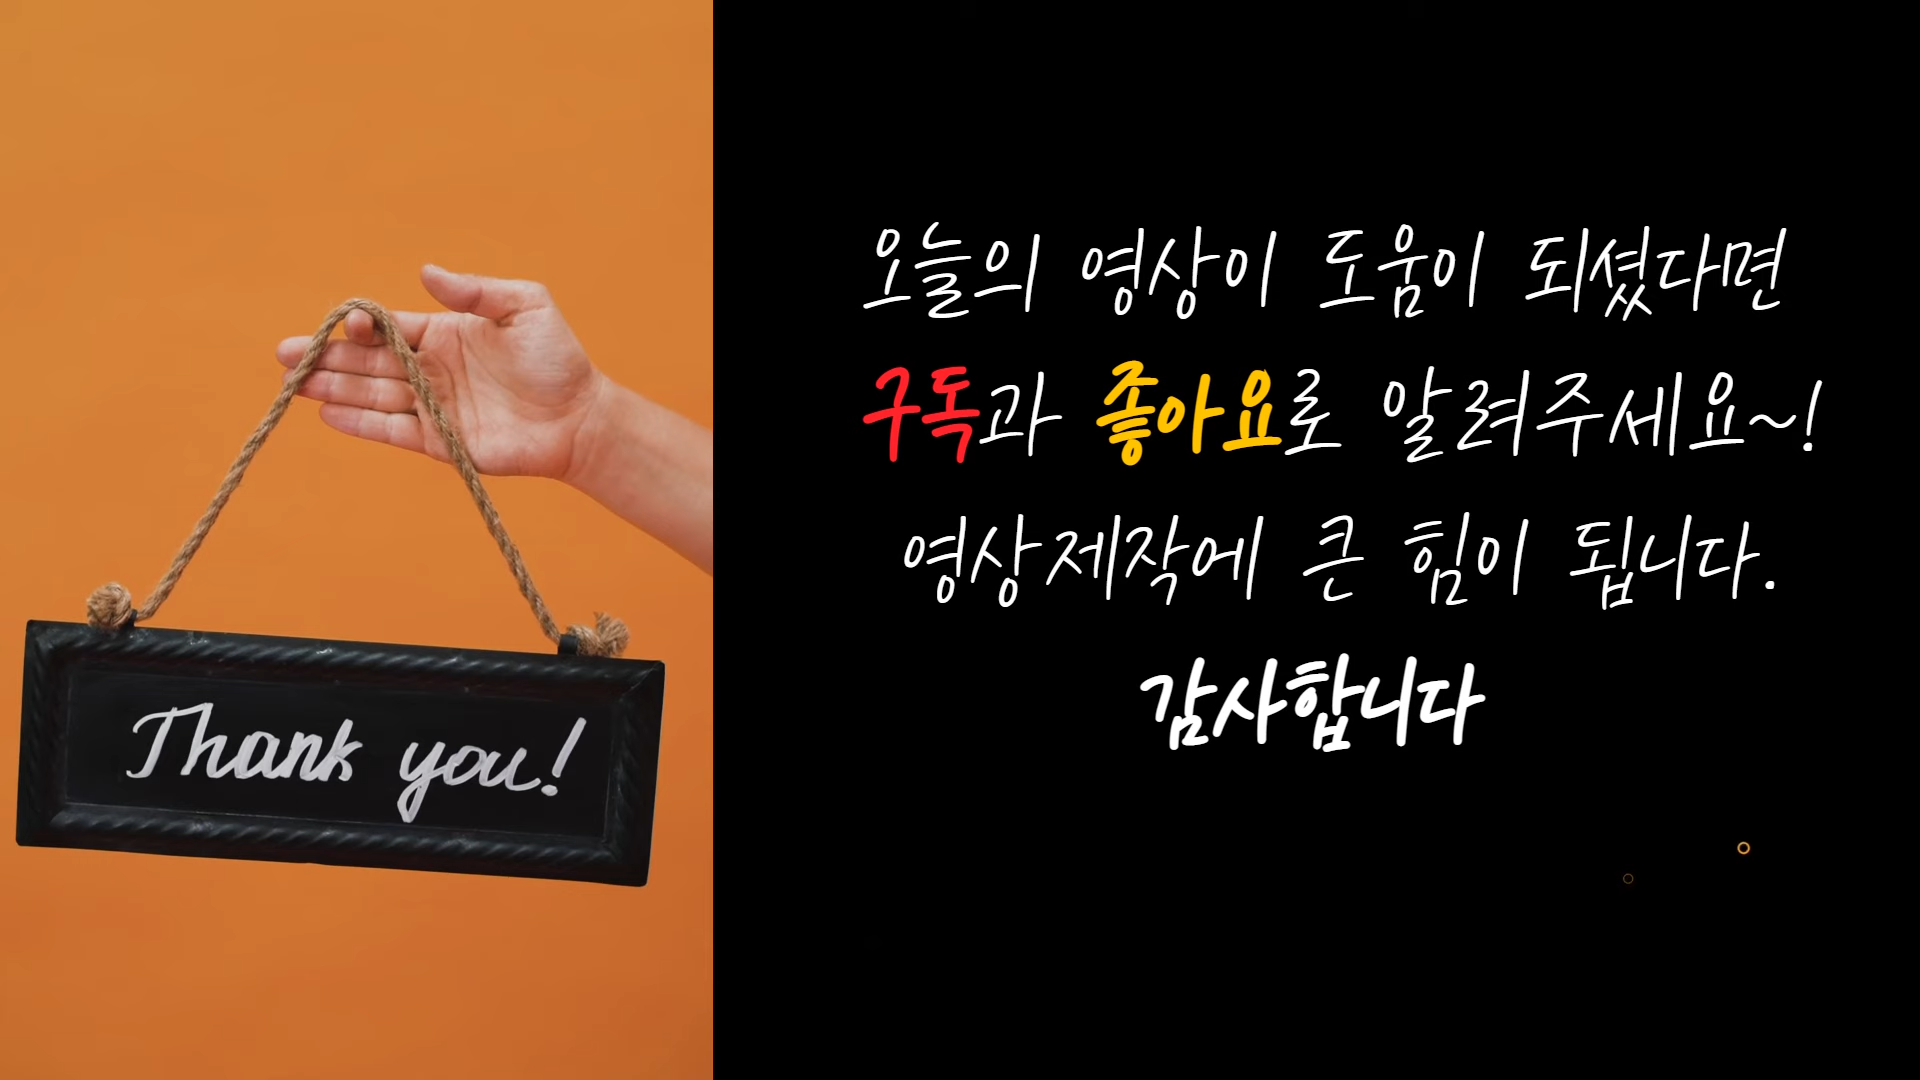 Thank you!
오늘의 영상이 도움이 되셨다면
구독과 좋아요로 알려주세요~!
영상제작에 큰 힘이 됩니다.
감사합니다